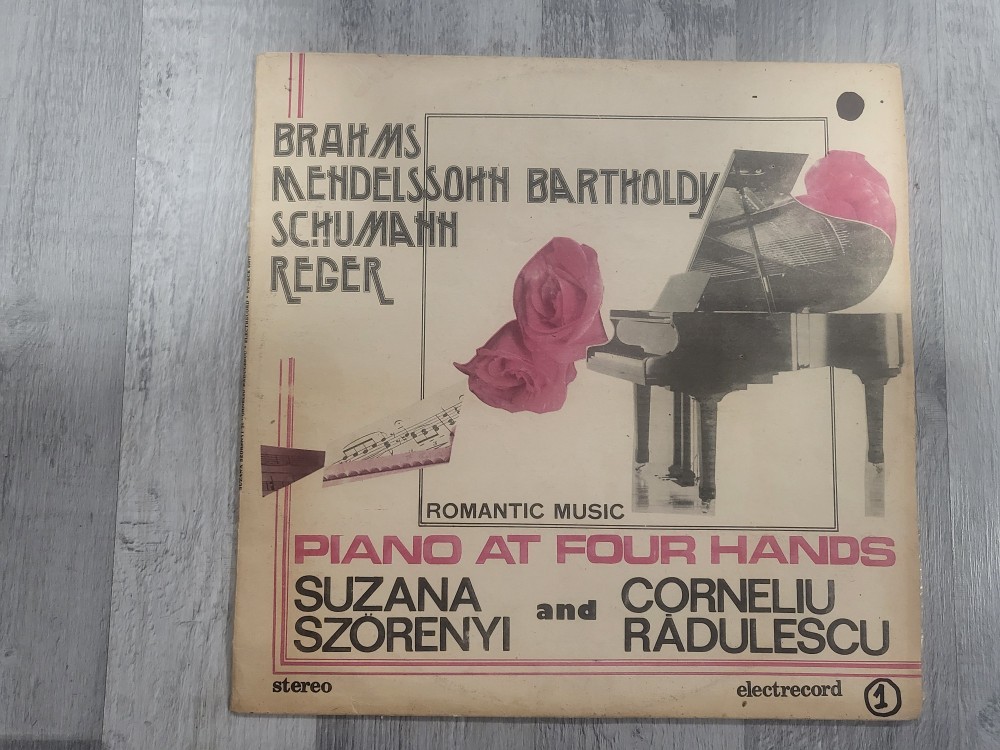 BRAHMS
MENDELSSOHN BARTHOLDY
SCHUMANN
REGER
ROMANTIC MUSIC
PIANO AT FOUR HANDS
SUZANA
SZÖRENYI
and
CORNELIU
RĂDULESCU
stereo
electrecord
1